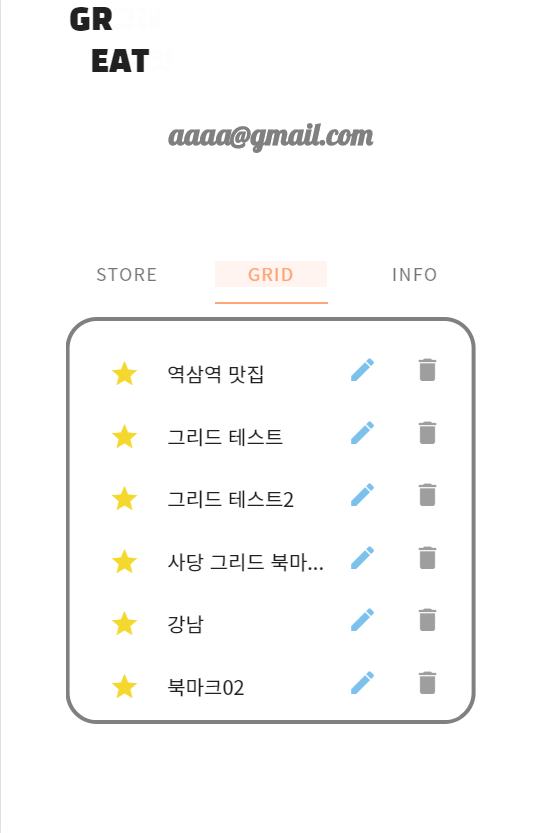 GR
EAT
aaaa@gmail.com
STORE GRID INFO
역삼역 맛집
그리드 테스트
그리드 테스트2
사당 그리드 북마...
강남
북마크02